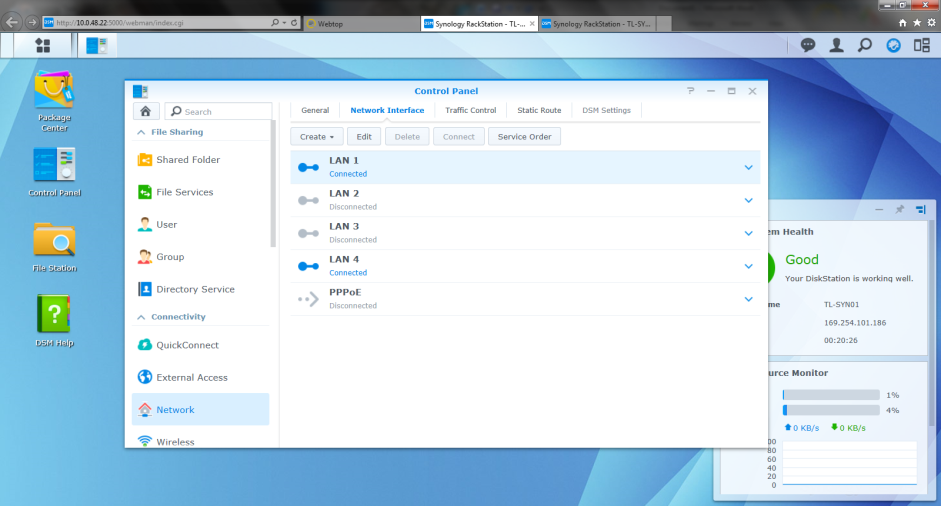 http://10.0.48.22:5000/webman/index.cgi
Webtop
Synology RackStation - TL-...
Synology RackStation - TL-SY...
Package
Center
Control Panel
File Station
DSM Help
Control Panel
Search
File Sharing
Shared Folder
File Services
User
Group
Directory Service
Connectivity
QuickConnect
External Access
Network
Wireless
General
Network Interface
Traffic Control
Static Route
DSM Settings
Create
Edit
Delete
Connect
Service Order
LAN 1
Connected
LAN 2
Disconnected
LAN 3
Disconnected
LAN 4
Connected
PPPoE
Disconnected
em Health
Good
Your DiskStation is working well.
me TL-SYN01
169.254.101.186
00:20:26
urce Monitor
1%
4%
0 KB/s 0 KB/s
00
80
60
40
20
0